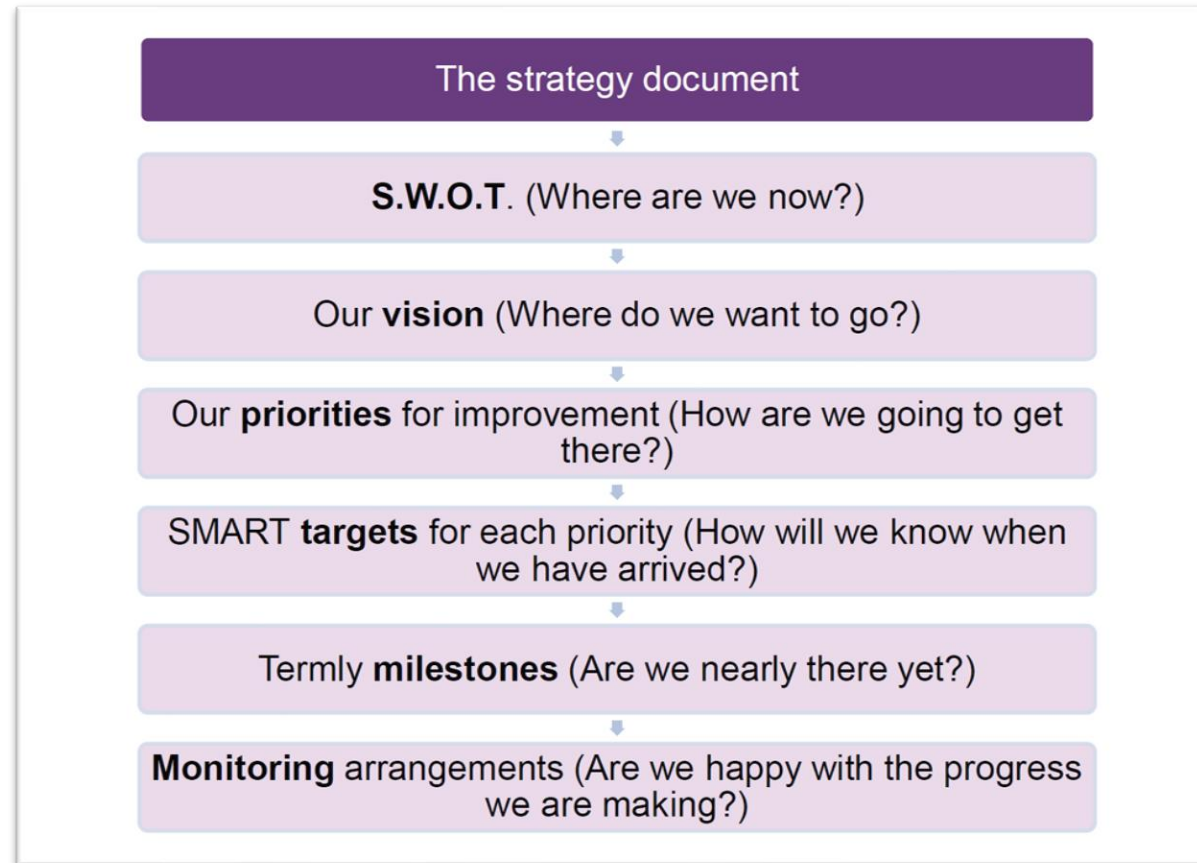 The strategy document
S.W.O.T. (Where are we now?)
Our vision (Where do we want to go?)
Our priorities for improvement (How are we going to get
there?)
SMART targets for each priority (How will we know when
we have arrived?)
Termly milestones (Are we nearly there yet?)
Monitoring arrangements (Are we happy with the progress
we are making?)